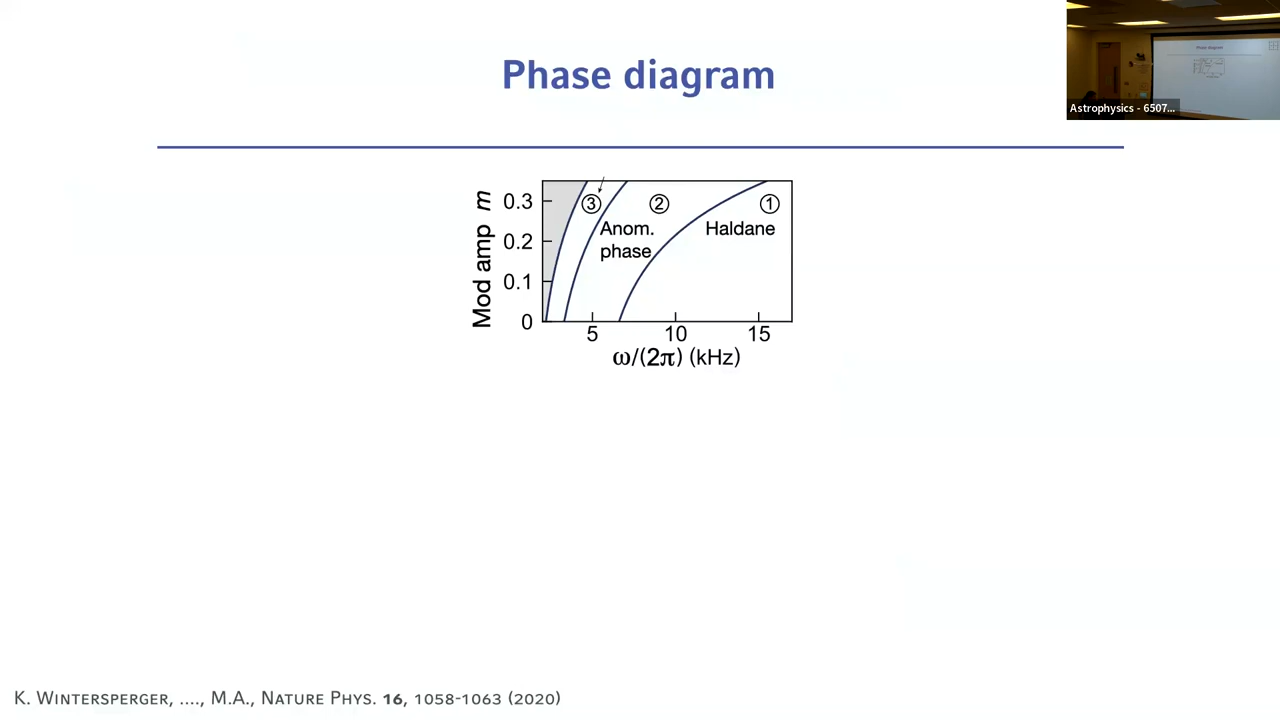 Phase diagram
Astrophysics - 6507...
Mod amp m
0.3
0.2
0.1
0
③
②
①
Anom.
phase
Haldane
5 10 15
ω/(2π) (kHz)
K. Wintersperger, ...., M.A., Nature Phys. 16, 1058-1063 (2020)